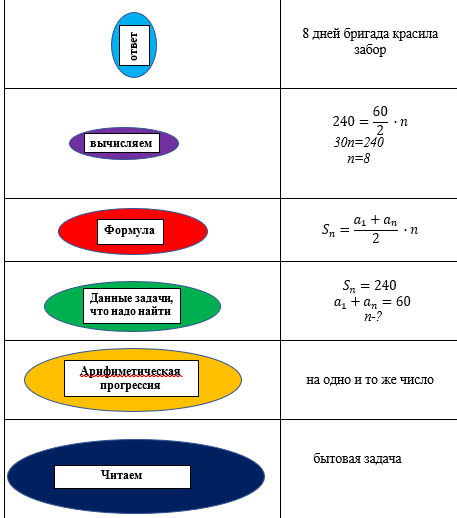 ответ
8 дней бригада красила
забор
вычисляем
240 = 60/2 · n
30n=240
n=8
Формула
Sₙ = (a₁ + aₙ)/2 · n
Данные задачи,
что надо найти
Sₙ = 240
a₁ + aₙ = 60
n-?
Арифиметическая
прогрессия
на одно и то же число
Читаем
бытовая задача